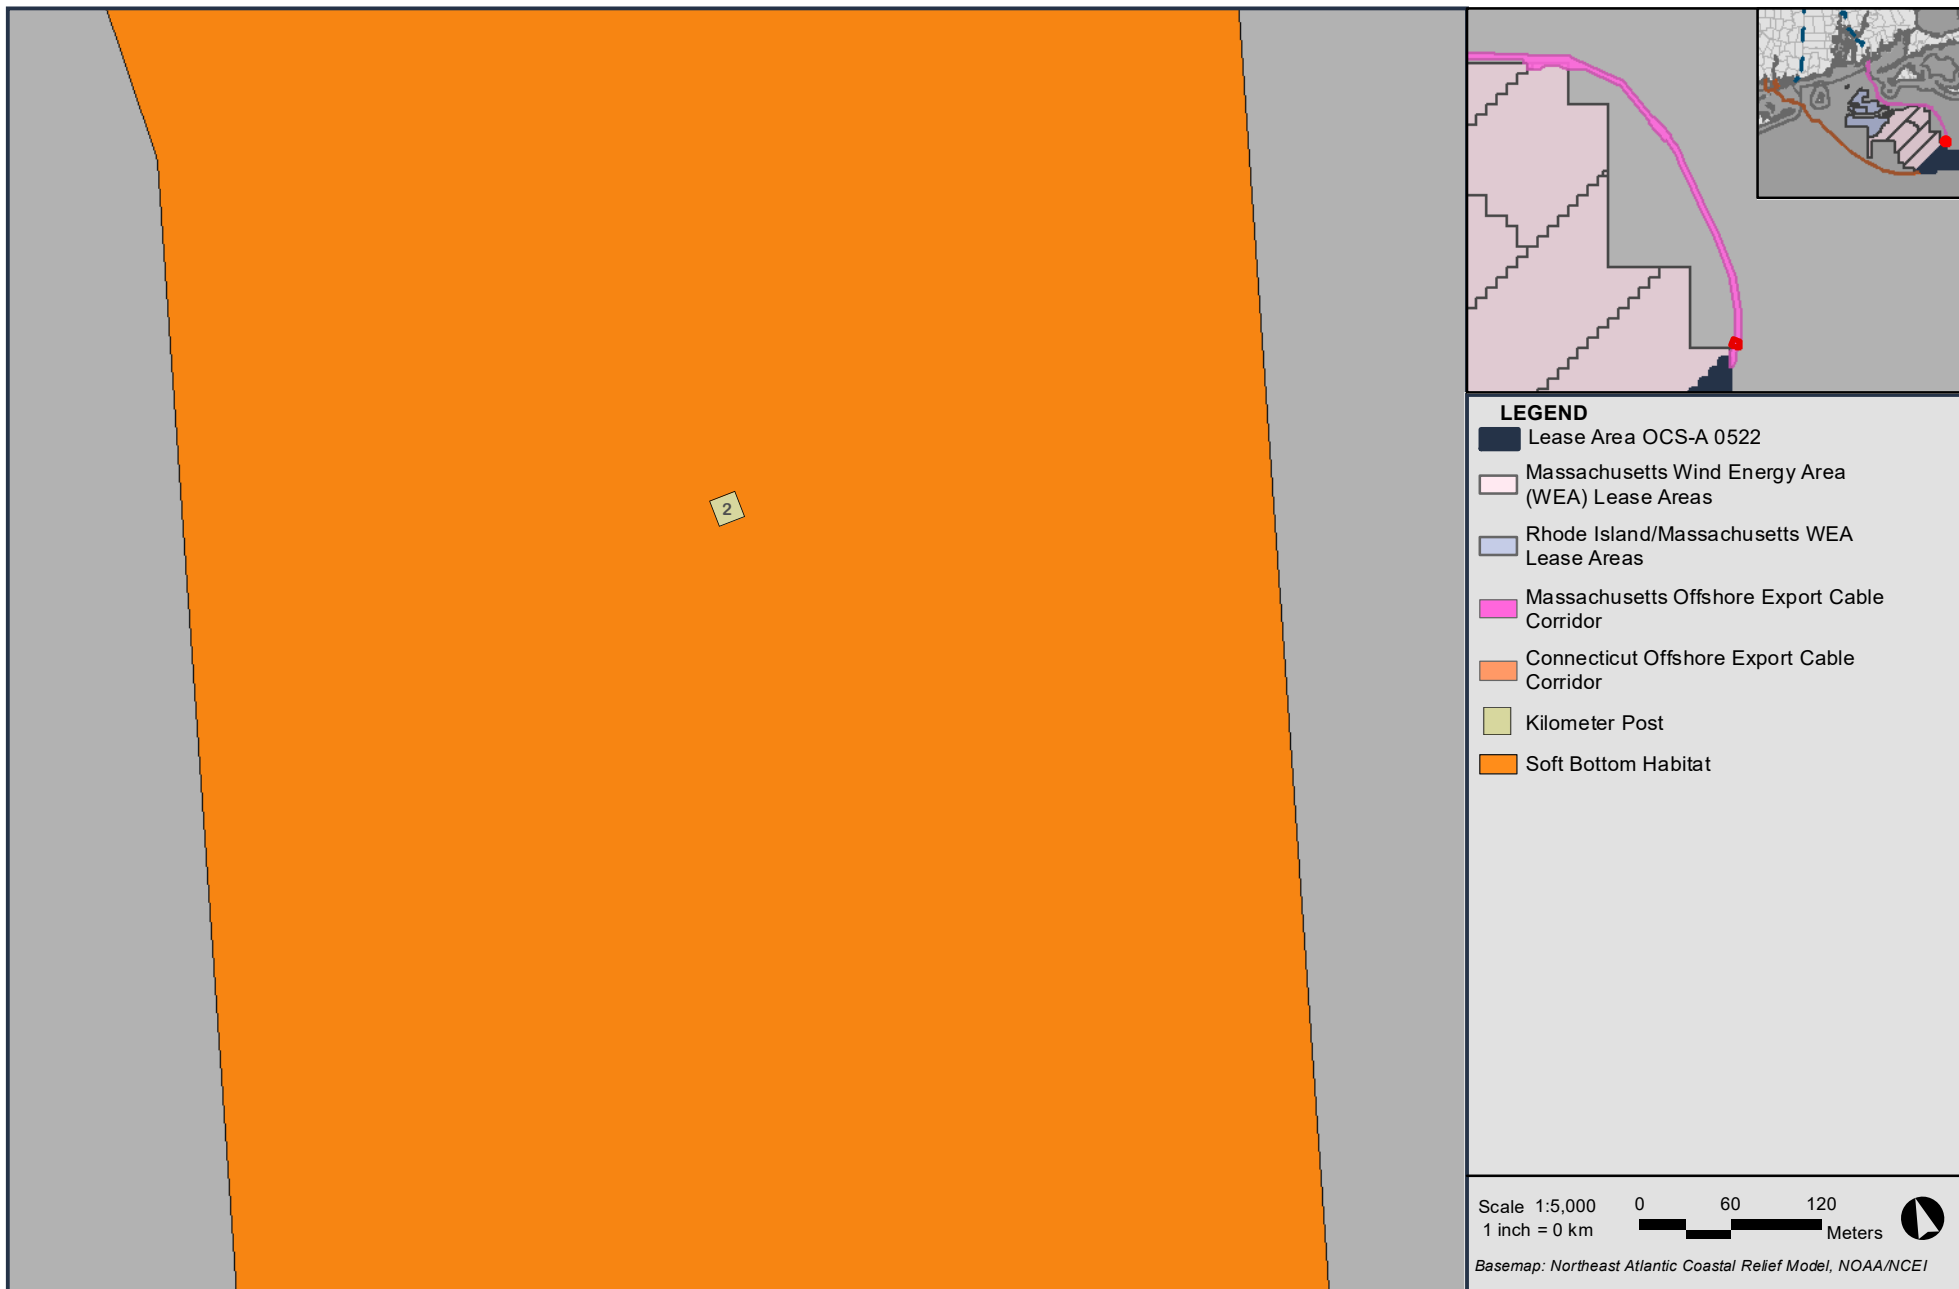 2
LEGEND
Lease Area OCS-A 0522
Massachusetts Wind Energy Area
(WEA) Lease Areas
Rhode Island/Massachusetts WEA
Lease Areas
Massachusetts Offshore Export Cable
Corridor
Connecticut Offshore Export Cable
Corridor
Kilometer Post
Soft Bottom Habitat
Scale 1:5,000
1 inch = 0 km
0 60 120
Meters
Basemap: Northeast Atlantic Coastal Relief Model, NOAA/NCEI